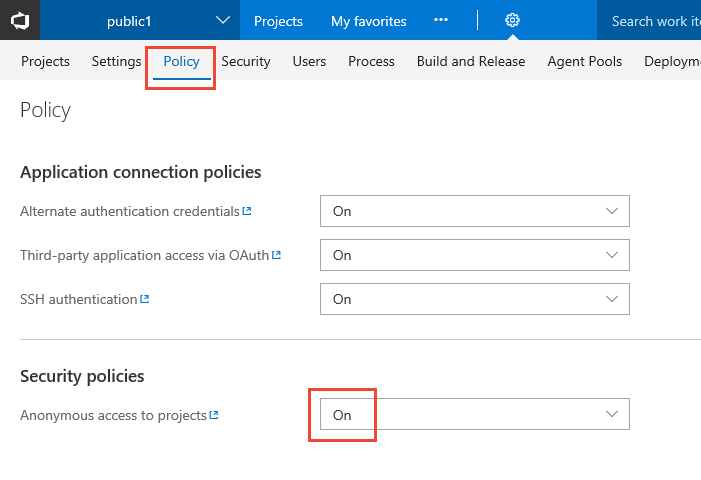 public1 Projects My favorites ••• Search work ite
Projects Settings Policy Security Users Process Build and Release Agent Pools Deploym
Policy
Application connection policies
Alternate authentication credentials On
Third-party application access via OAuth On
SSH authentication On
Security policies
Anonymous access to projects On